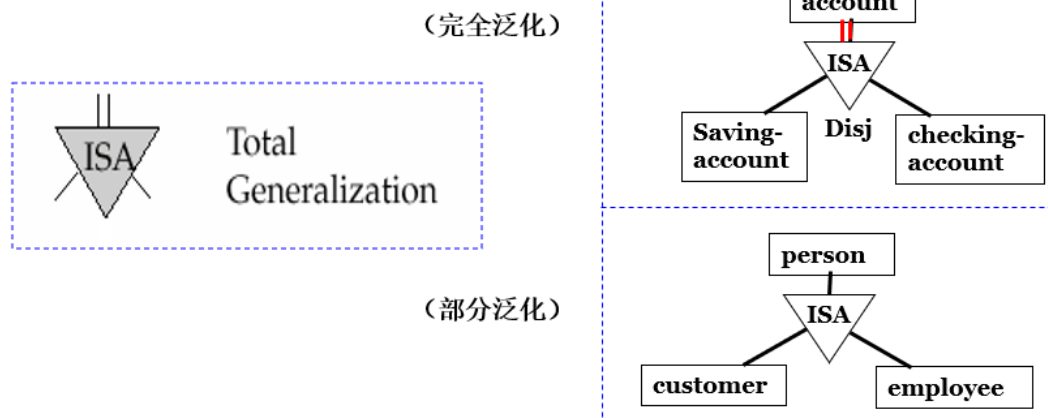 （完全泛化）
ISA
Total
Generalization
（部分泛化）
account
ISA
Saving-
account
Disj
checking-
account
person
ISA
customer
employee